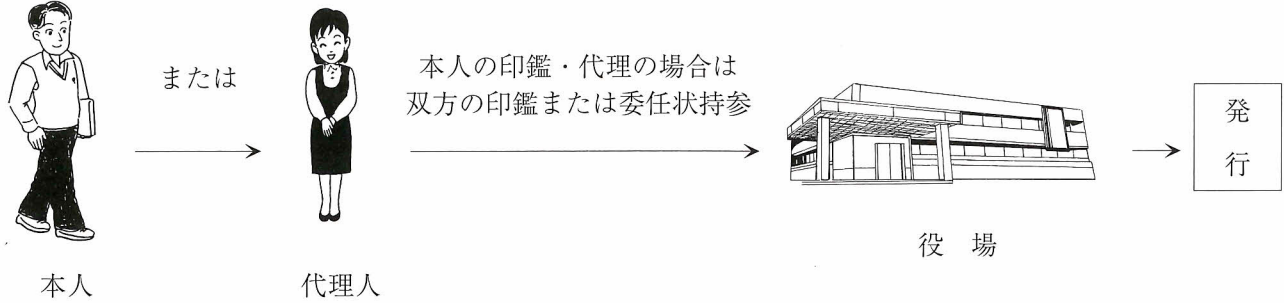 または
本人の印鑑・代理の場合は
双方の印鑑または委任状持参
発
行
役 場
本人
代理人